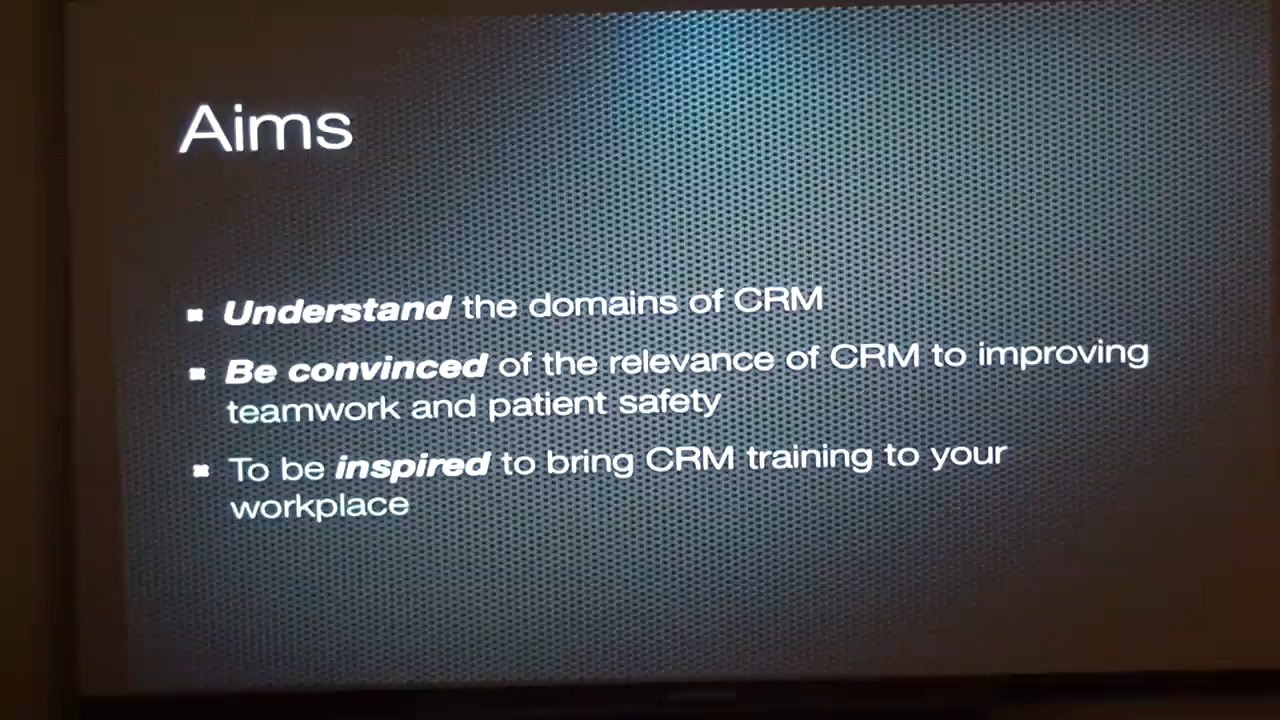 Aims
Understand the domains of CRM
Be convinced of the relevance of CRM to improving
teamwork and patient safety
To be inspired to bring CRM training to your
workplace